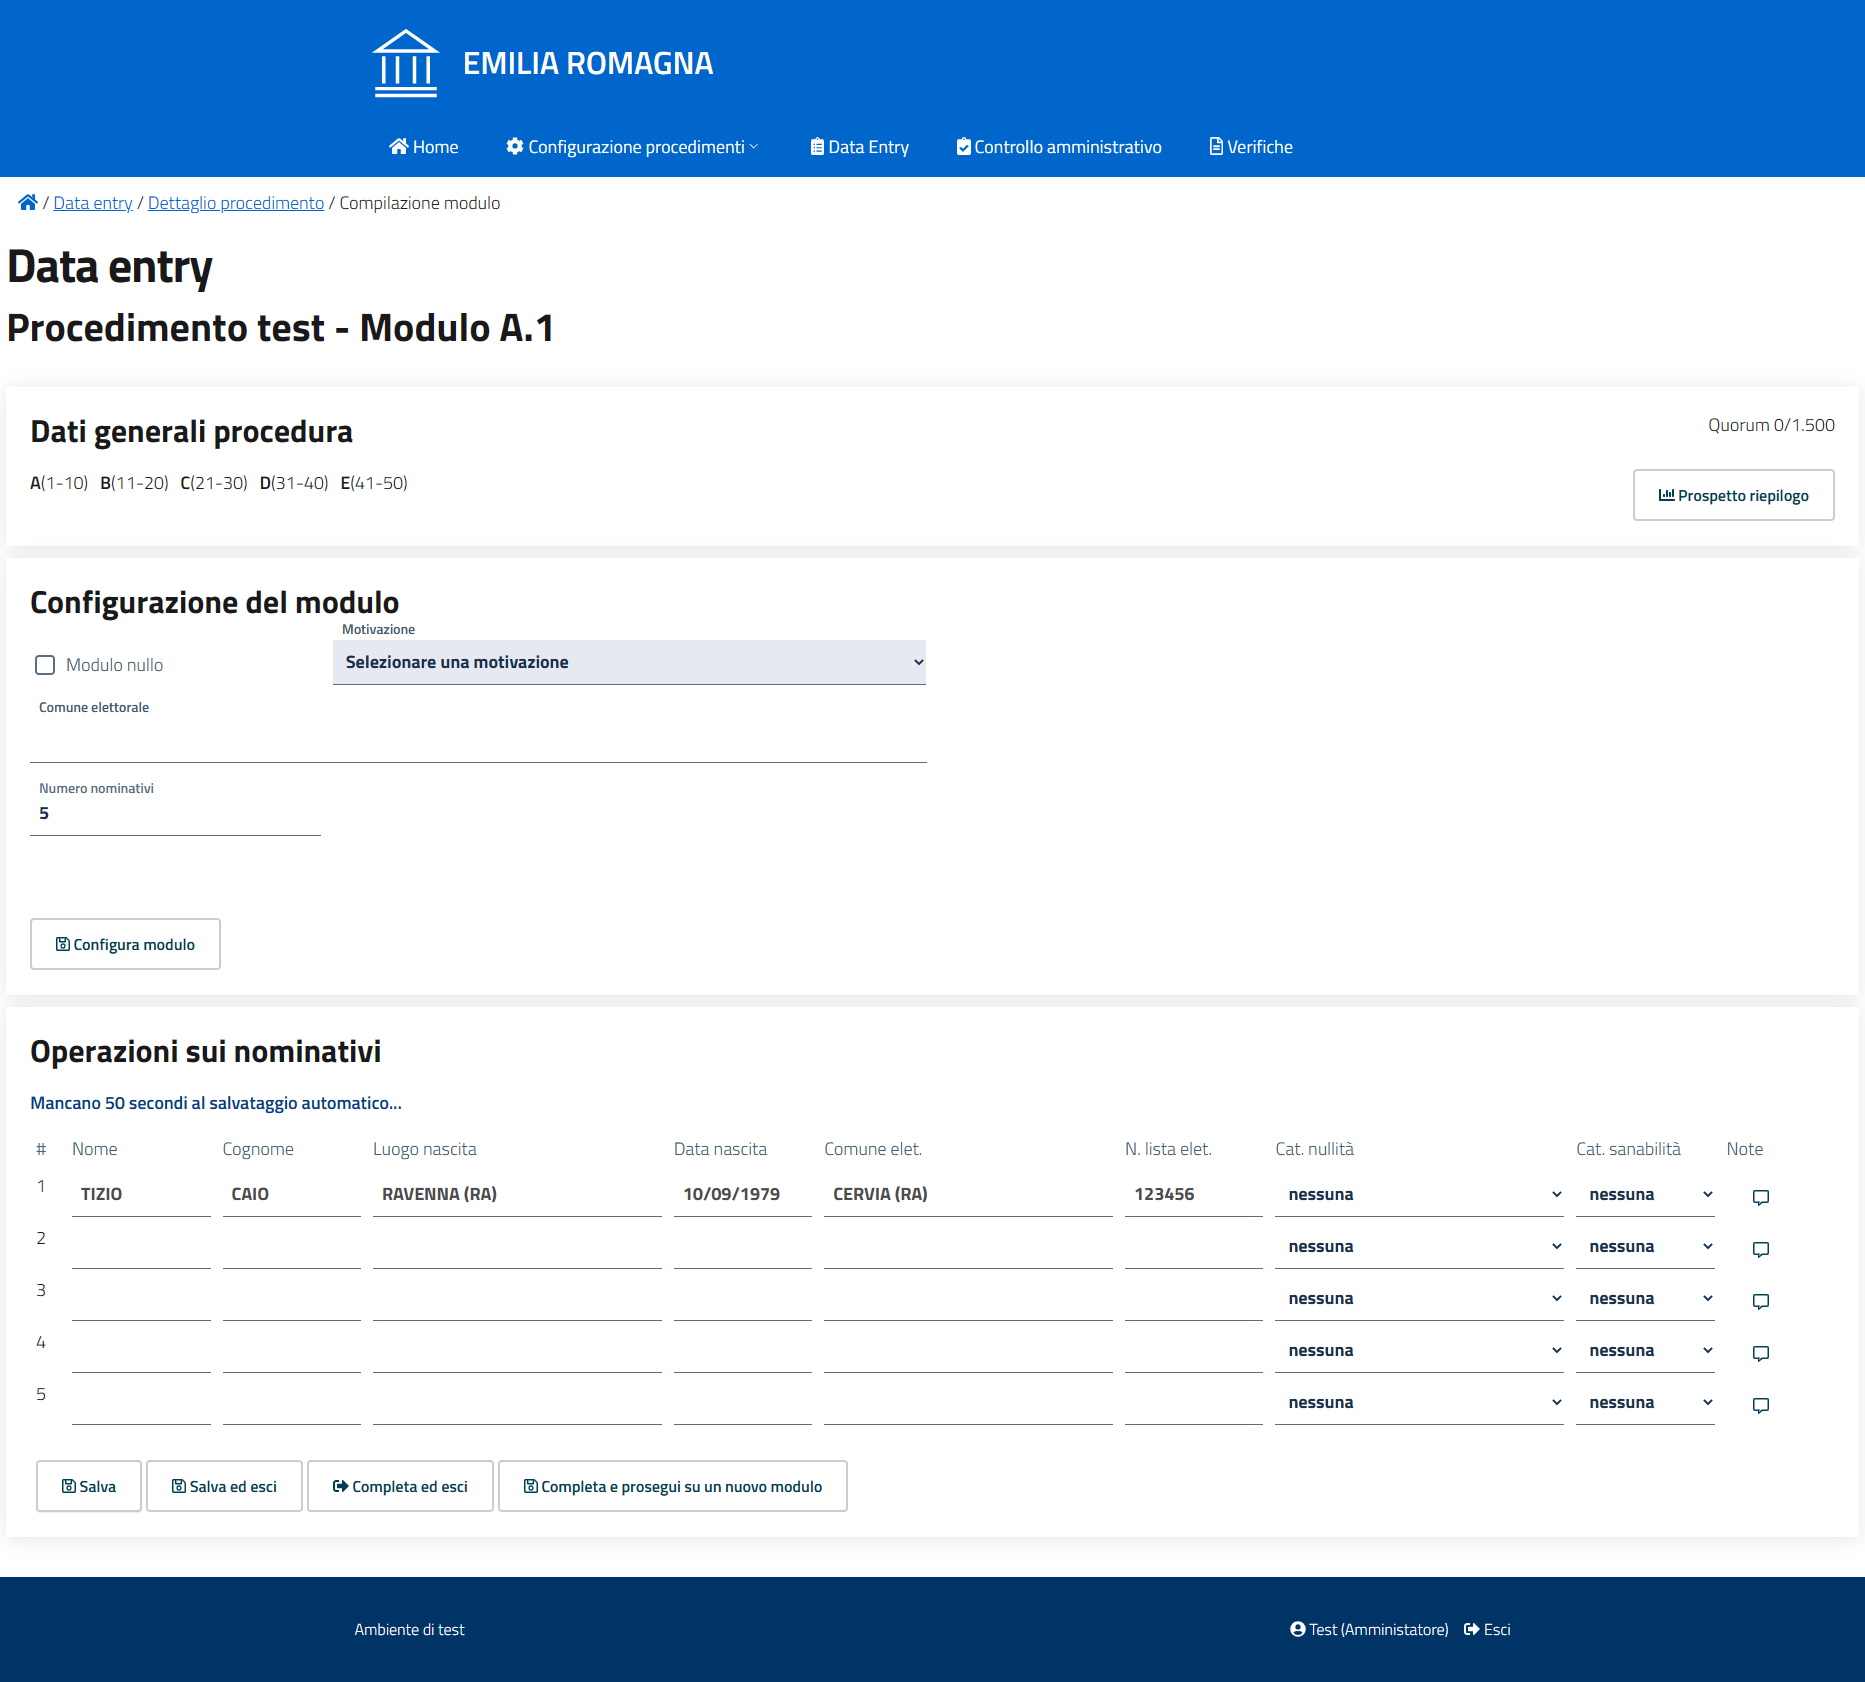 EMILIA ROMAGNA
Home Configurazione procedimenti Data Entry Controllo amministrativo Verifiche
/ Data entry / Dettaglio procedimento / Compilazione modulo
Data entry
Procedimento test - Modulo A.1
Dati generali procedura
Quorum 0/1.500
A(1-10) B(11-20) C(21-30) D(31-40) E(41-50)
Prospetto riepilogo
Configurazione del modulo
Motivazione
Modulo nullo
Selezionare una motivazione
Comune elettorale
Numero nominativi
5
Configura modulo
Operazioni sui nominativi
Mancano 50 secondi al salvataggio automatico...
# Nome Cognome Luogo nascita Data nascita Comune elet. N. lista elet. Cat. nullità Cat. sanabilità Note
1 TIZIO CAIO RAVENNA (RA) 10/09/1979 CERVIA (RA) 123456 nessuna nessuna
2 nessuna nessuna
3 nessuna nessuna
4 nessuna nessuna
5 nessuna nessuna
Salva Salva ed esci Completa ed esci Completa e prosegui su un nuovo modulo
Ambiente di test Test (Amministatore) Esci